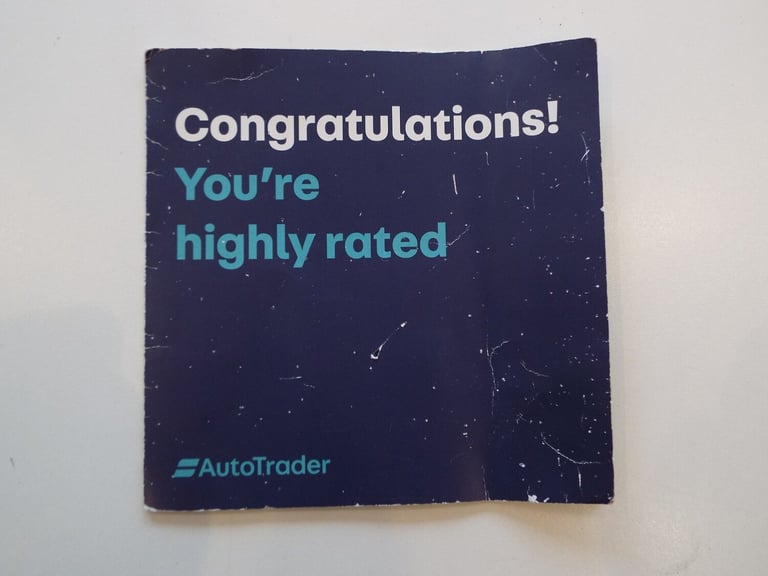 Congratulations!
You're
highly rated
AutoTrader